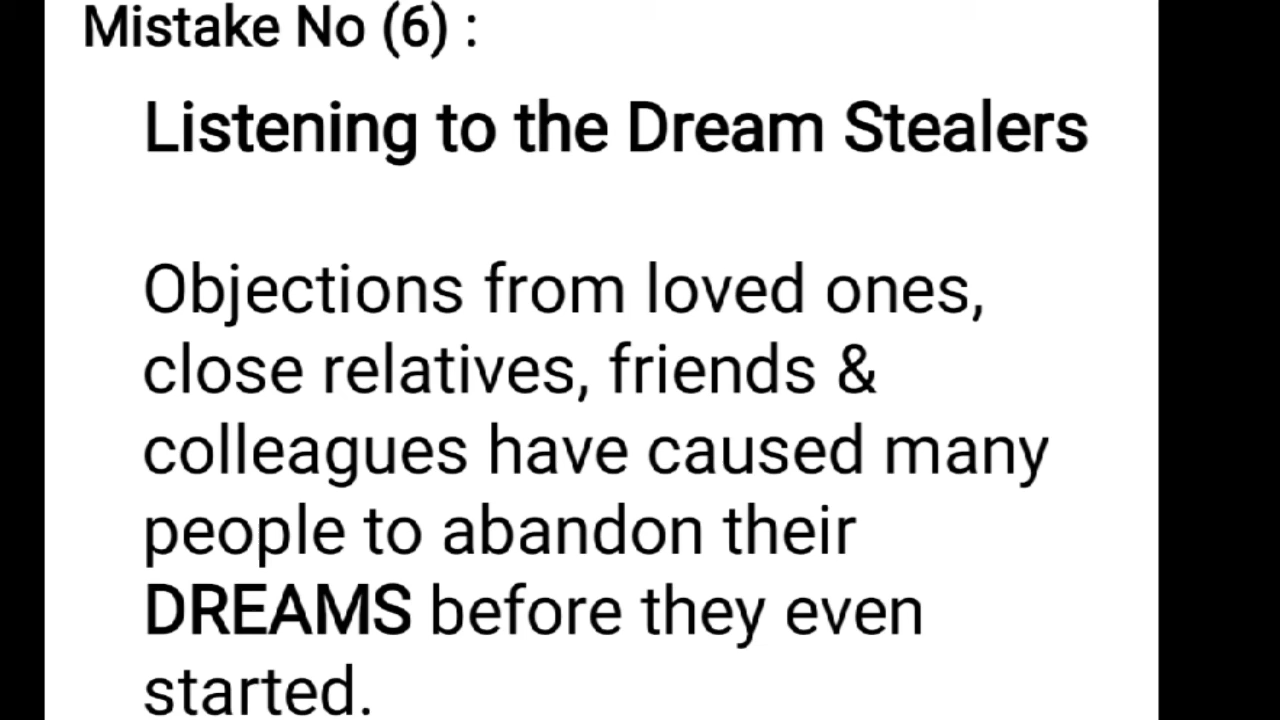 Mistake No (6) :
Listening to the Dream Stealers
Objections from loved ones,
close relatives, friends &
colleagues have caused many
people to abandon their
DREAMS before they even
started.